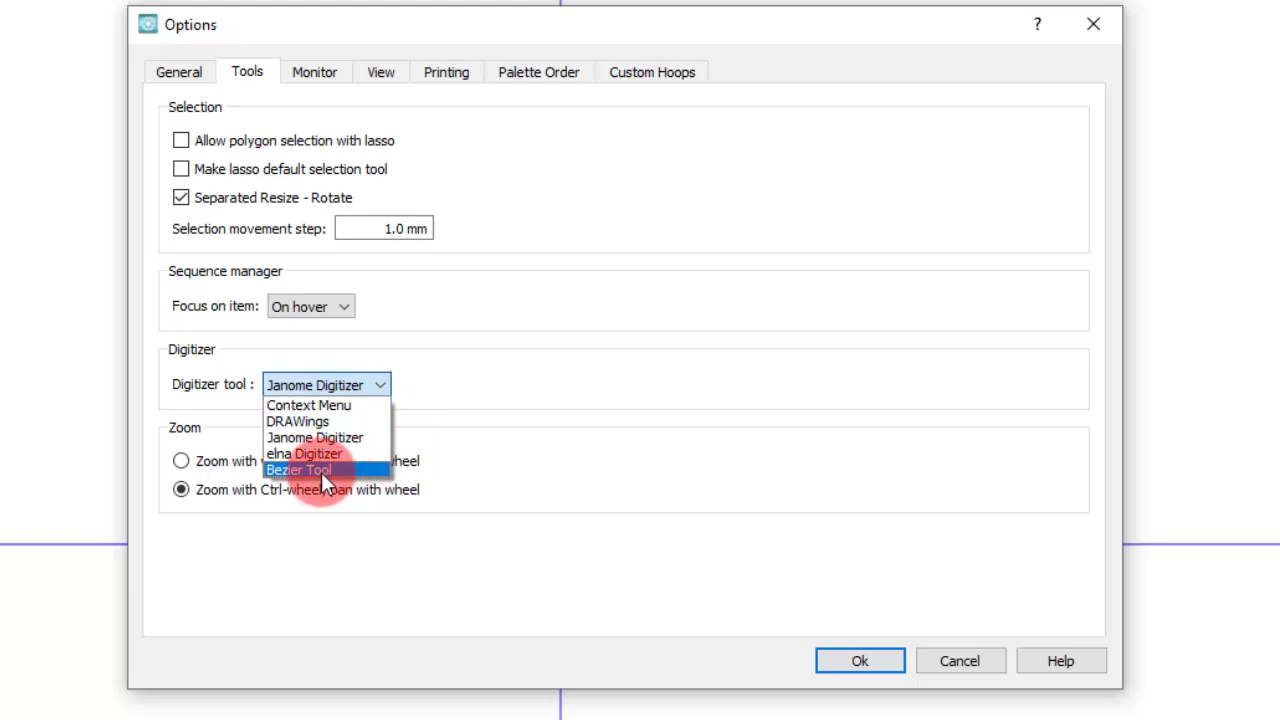 Options ?
General Tools Monitor View Printing Palette Order Custom Hoops
Selection
Allow polygon selection with lasso
Make lasso default selection tool
Separated Resize - Rotate
Selection movement step: 1.0 mm
Sequence manager
Focus on item: On hover
Digitizer
Digitizer tool : Janome Digitizer
Context Menu
DRAWings
Janome Digitizer
elna Digitizer
Bezier Tool
Zoom
Zoom with
Zoom with Ctrl-wheel, pan with wheel
Ok Cancel Help